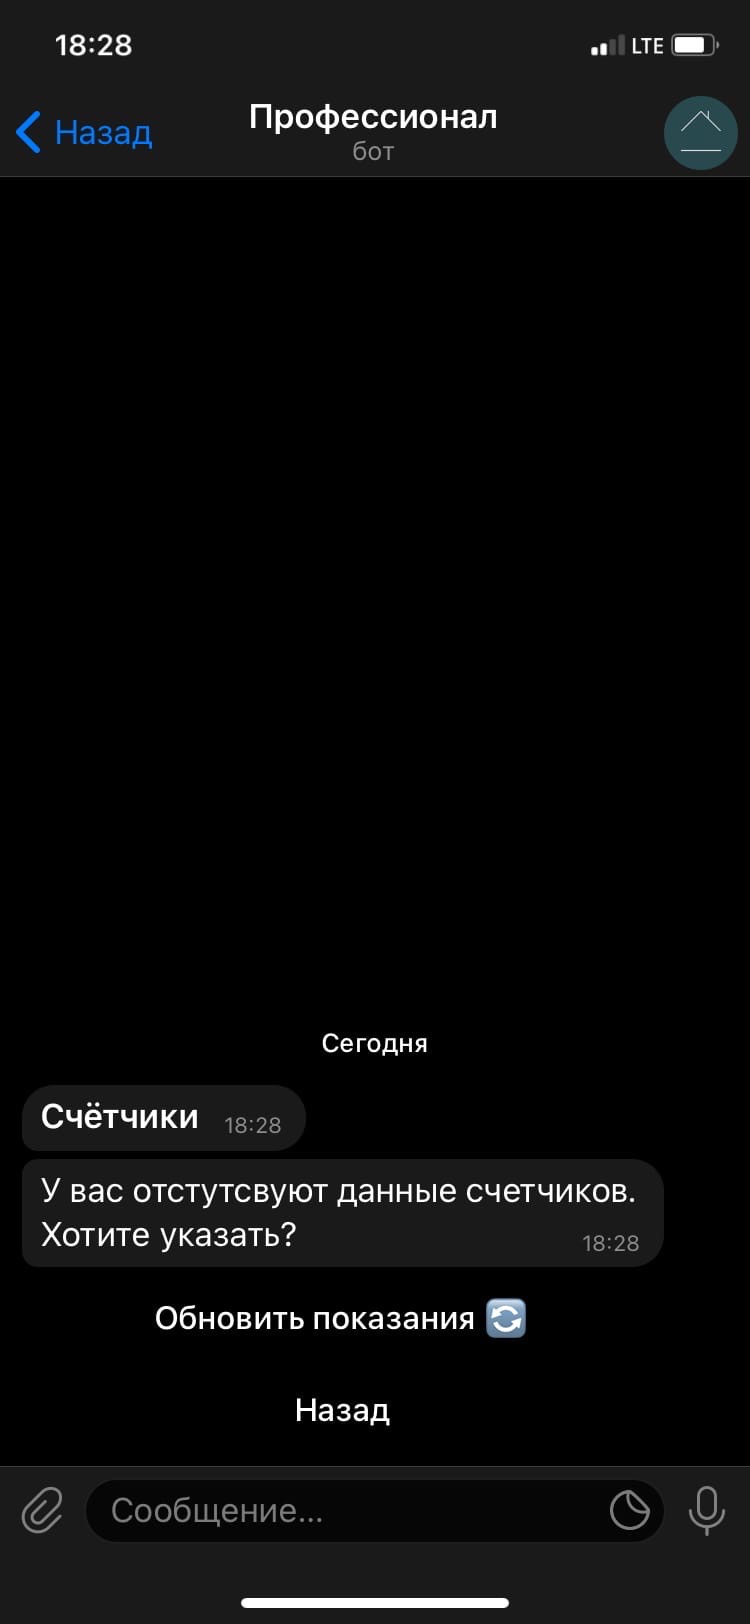 18:28
LTE
Назад
Профессионал
бот
Сегодня
Счётчики 18:28
У вас отстутсвуют данные счетчиков.
Хотите указать? 18:28
Обновить показания
Назад
Сообщение...